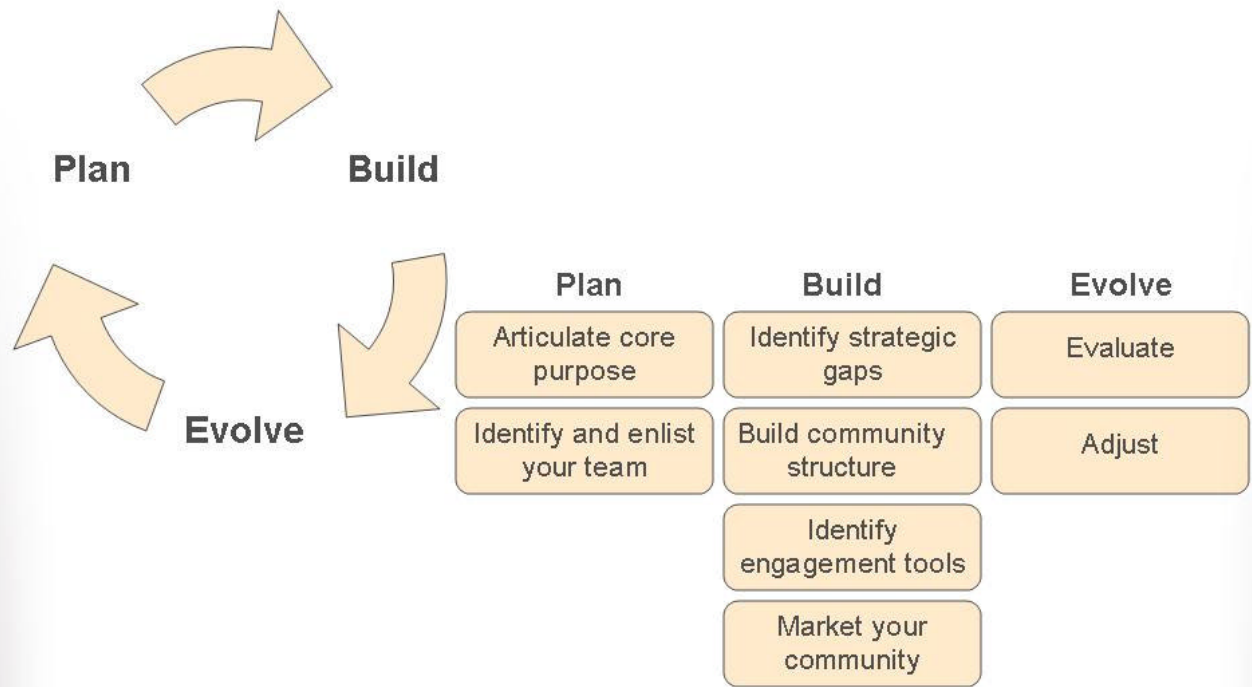 Plan
Build
Evolve
Plan
Articulate core
purpose
Identify and enlist
your team
Build
Identify strategic
gaps
Build community
structure
Identify
engagement tools
Market your
community
Evolve
Evaluate
Adjust